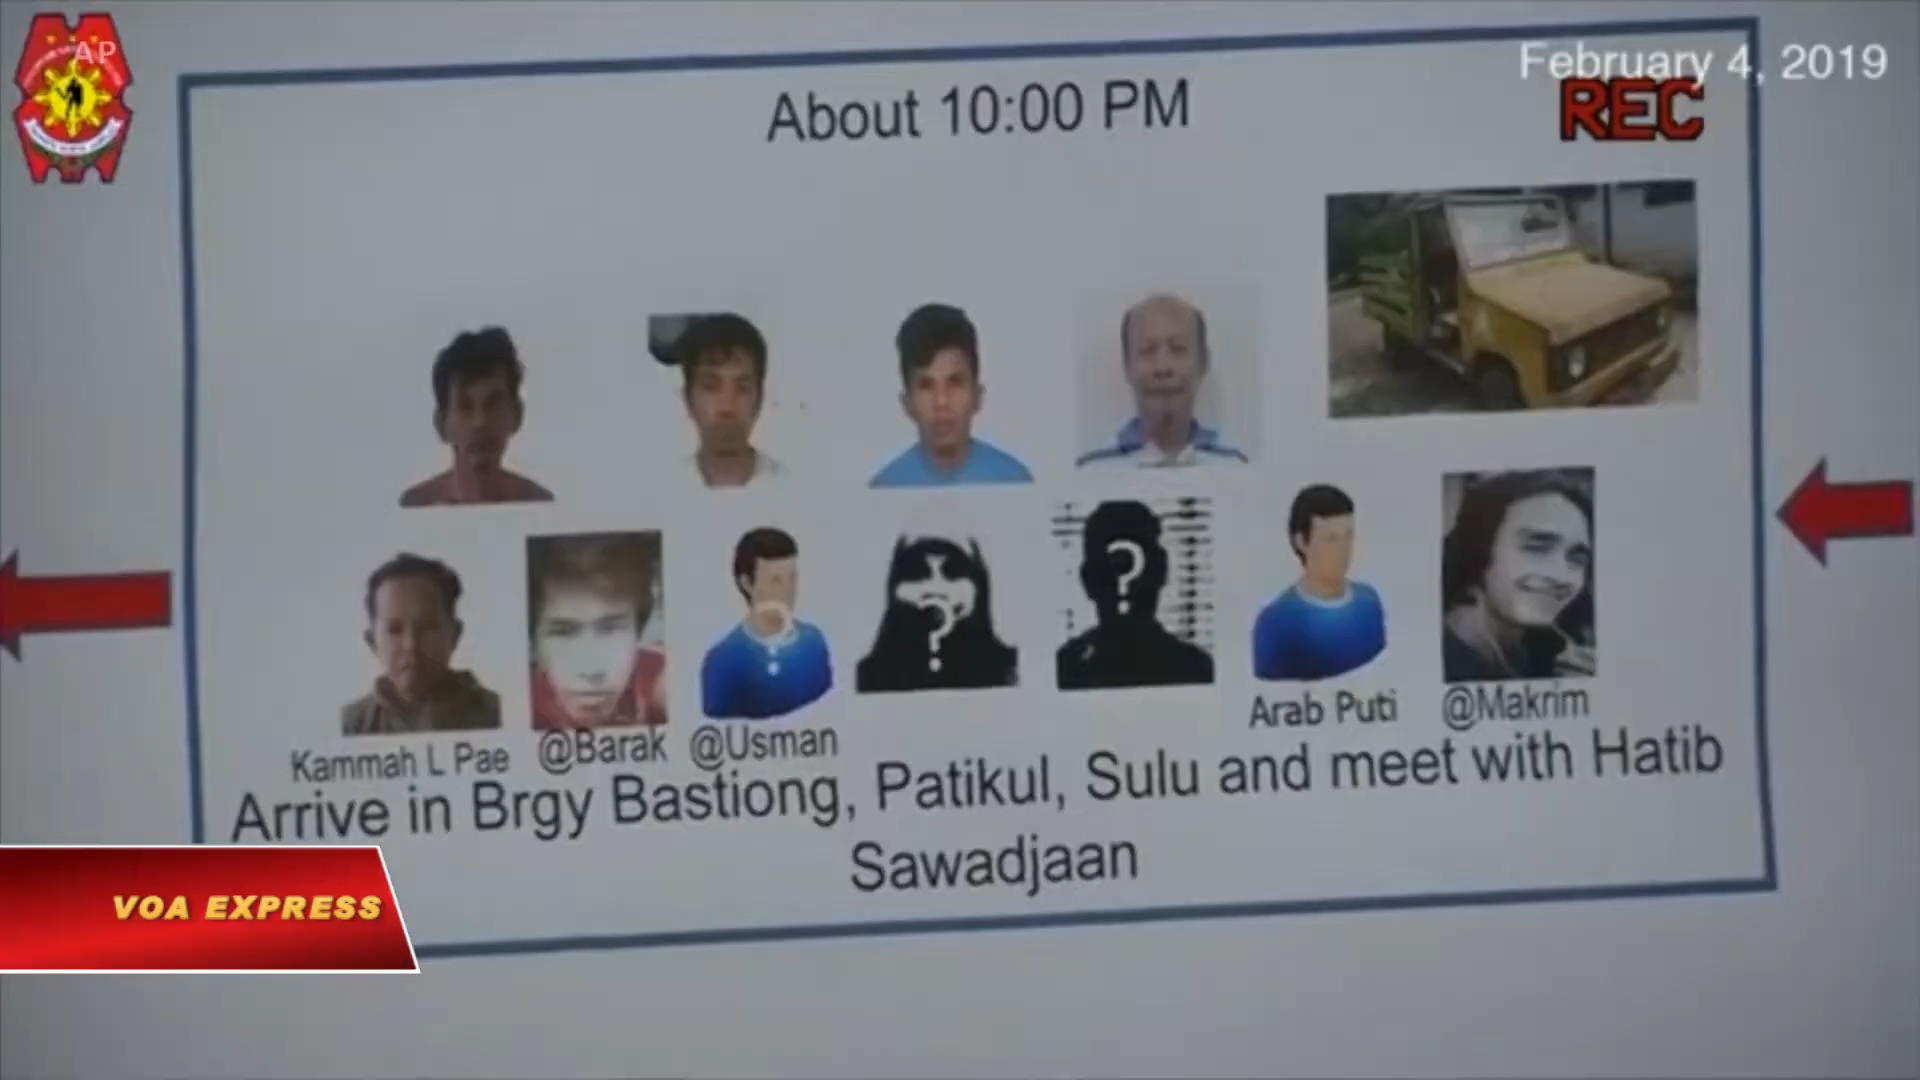 AP
February 4, 2019
REC
About 10:00 PM
?
?
Arab Puti
@Makrim
Kammah L Pae
@Barak
@Usman
Arrive in Brgy Bastiong, Patikul, Sulu and meet with Hatib
Sawadjaan
VOA EXPRESS